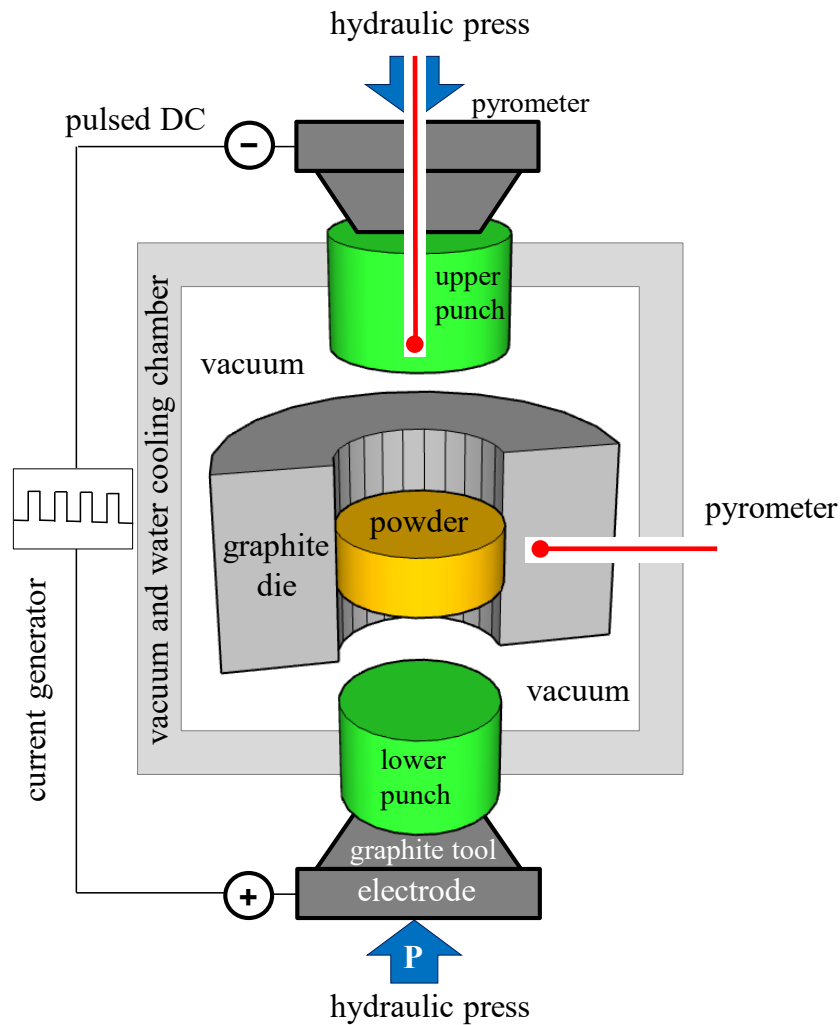 hydraulic press
pyrometer
pulsed DC
−
upper
punch
vacuum and water cooling chamber
vacuum
powder
pyrometer
graphite
die
current generator
vacuum
lower
punch
graphite tool
electrode
+
P
hydraulic press